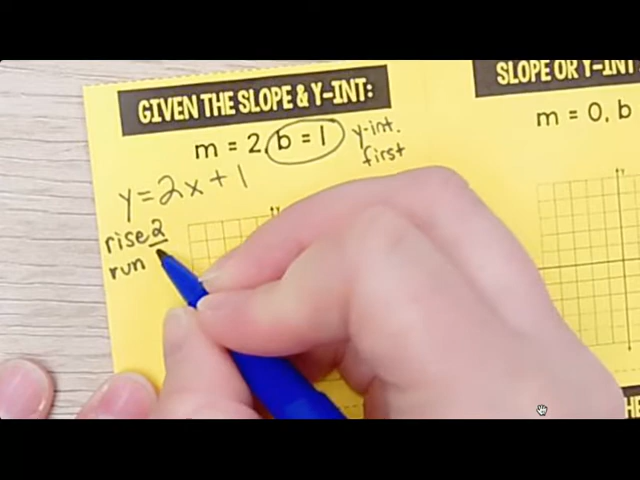 GIVEN THE SLOPE & Y-INT:
m = 2, b = 1
y-int.
first
y=2x+1
rise 2
run
SLOPE OR Y-INT
m = 0, b